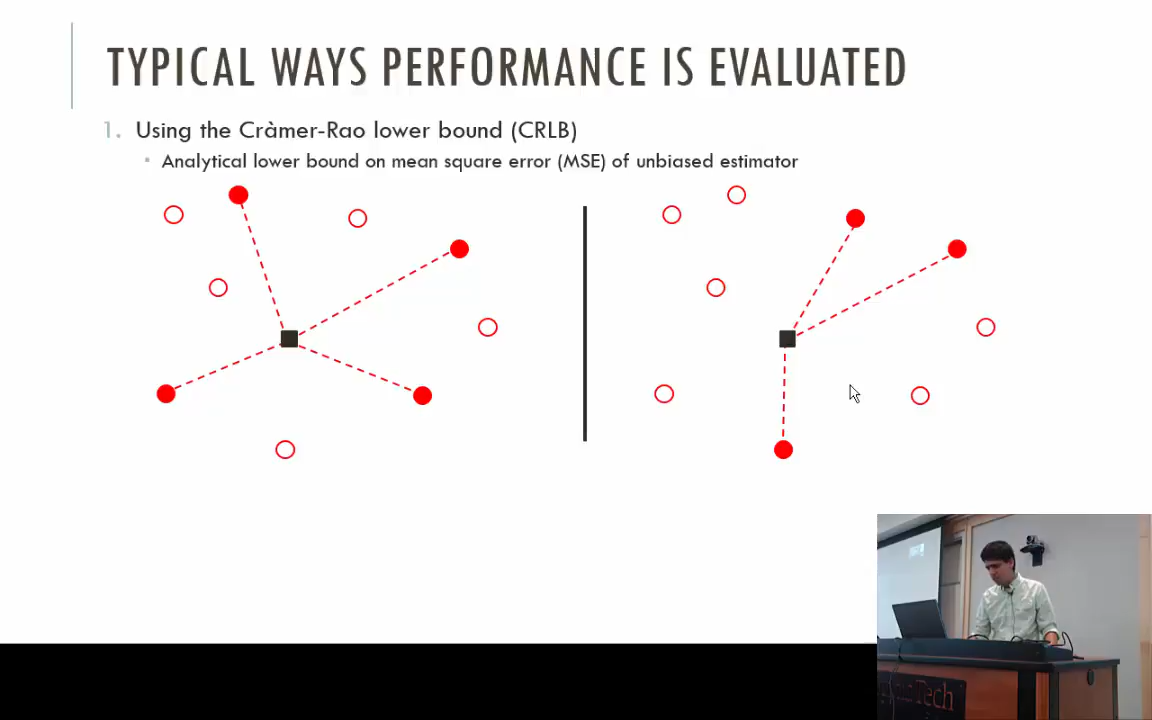 TYPICAL WAYS PERFORMANCE IS EVALUATED
1. Using the Cràmer-Rao lower bound (CRLB)
▪ Analytical lower bound on mean square error (MSE) of unbiased estimator
Tech